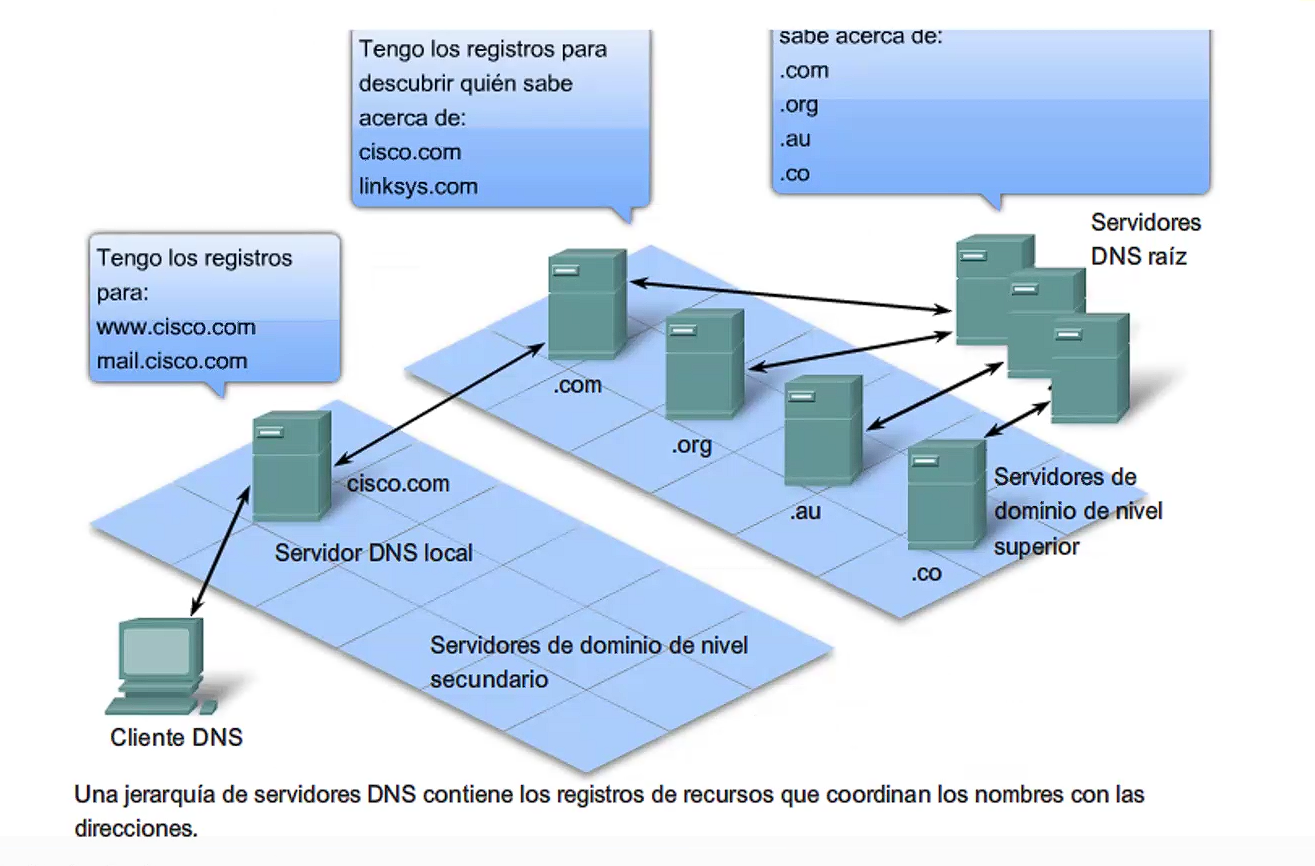 Tengo los registros para
descubrir quién sabe
acerca de:
cisco.com
linksys.com
sabe acerca de:
.com
.org
.au
.co
Servidores
DNS raíz
Tengo los registros
para:
www.cisco.com
mail.cisco.com
.com
.org
.au
.co
Servidores de
dominio de nivel
superior
cisco.com
Servidor DNS local
Servidores de dominio de nivel
secundario
Cliente DNS
Una jerarquía de servidores DNS contiene los registros de recursos que coordinan los nombres con las
direcciones.